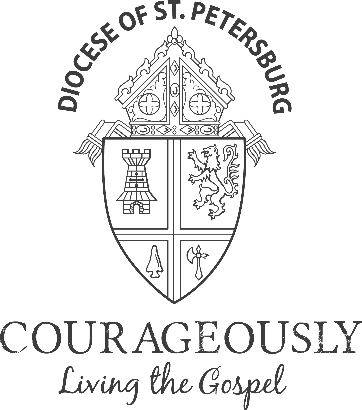 DIOCESE OF ST. PETERSBURG
COURAGEOUSLY
Living the Gospel